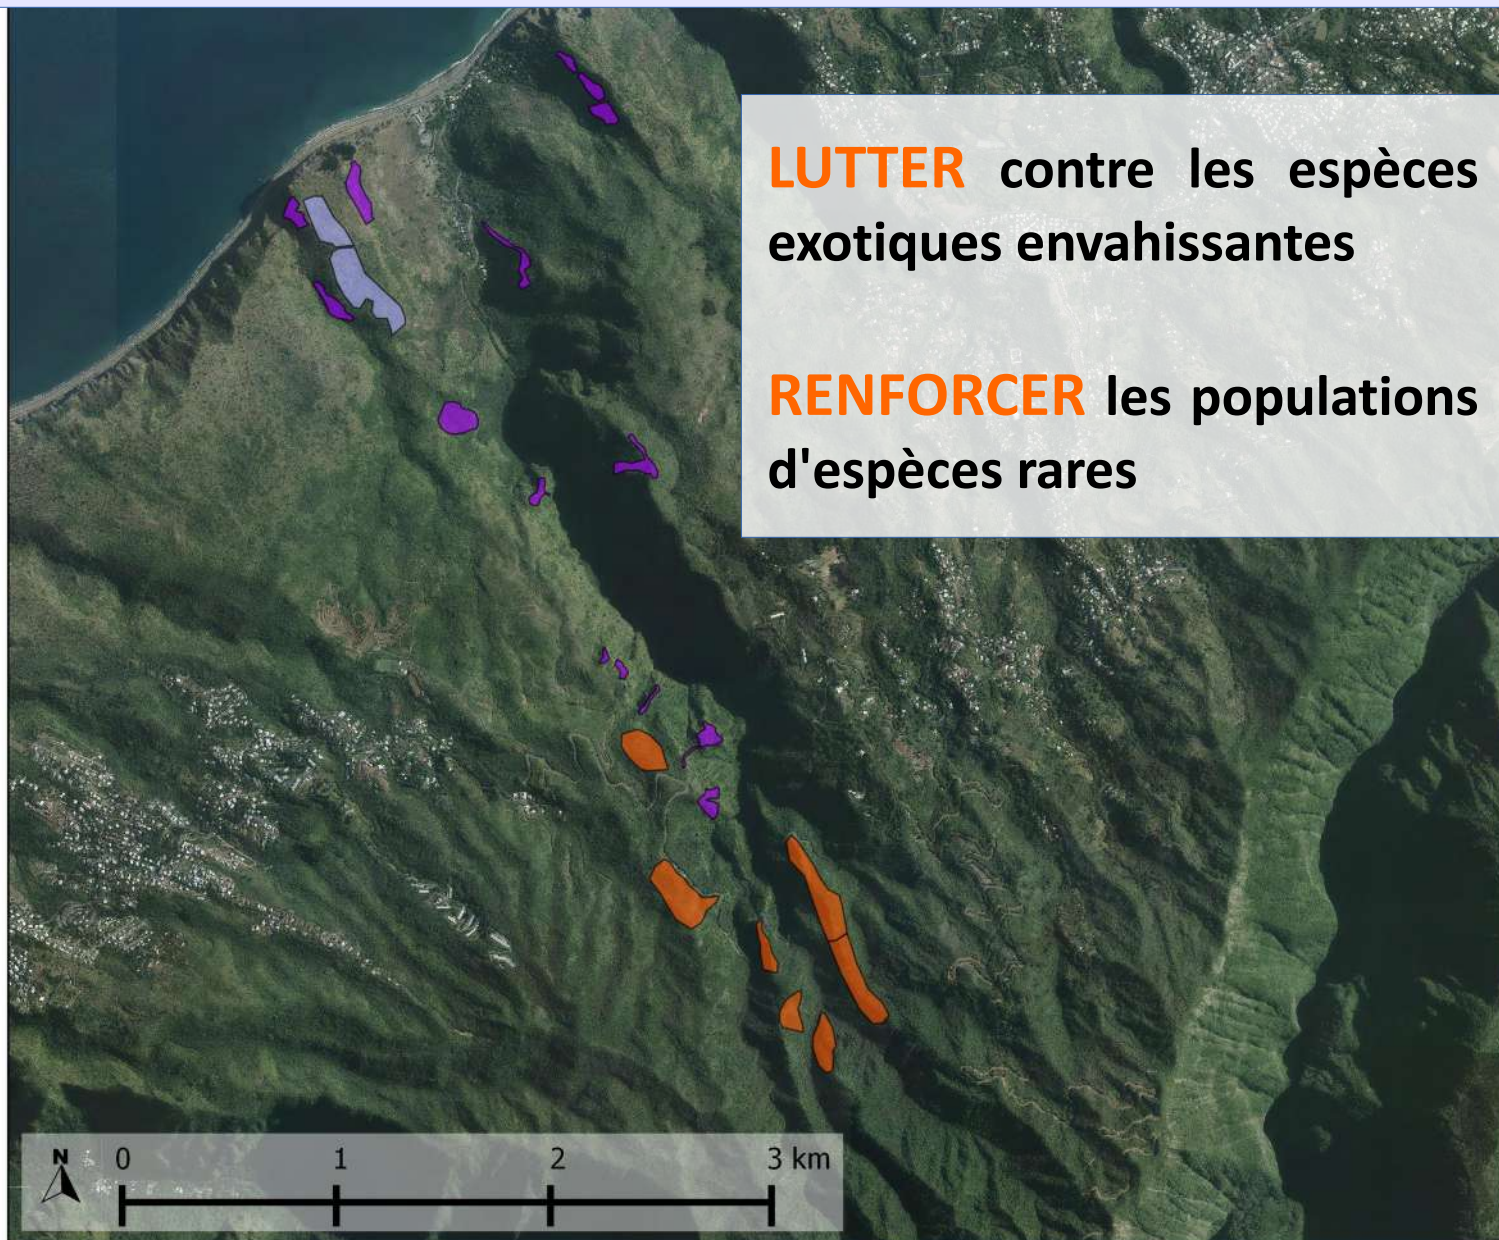 LUTTER contre les espèces
exotiques envahissantes
RENFORCER les populations
d'espèces rares
N 0 1 2 3 km